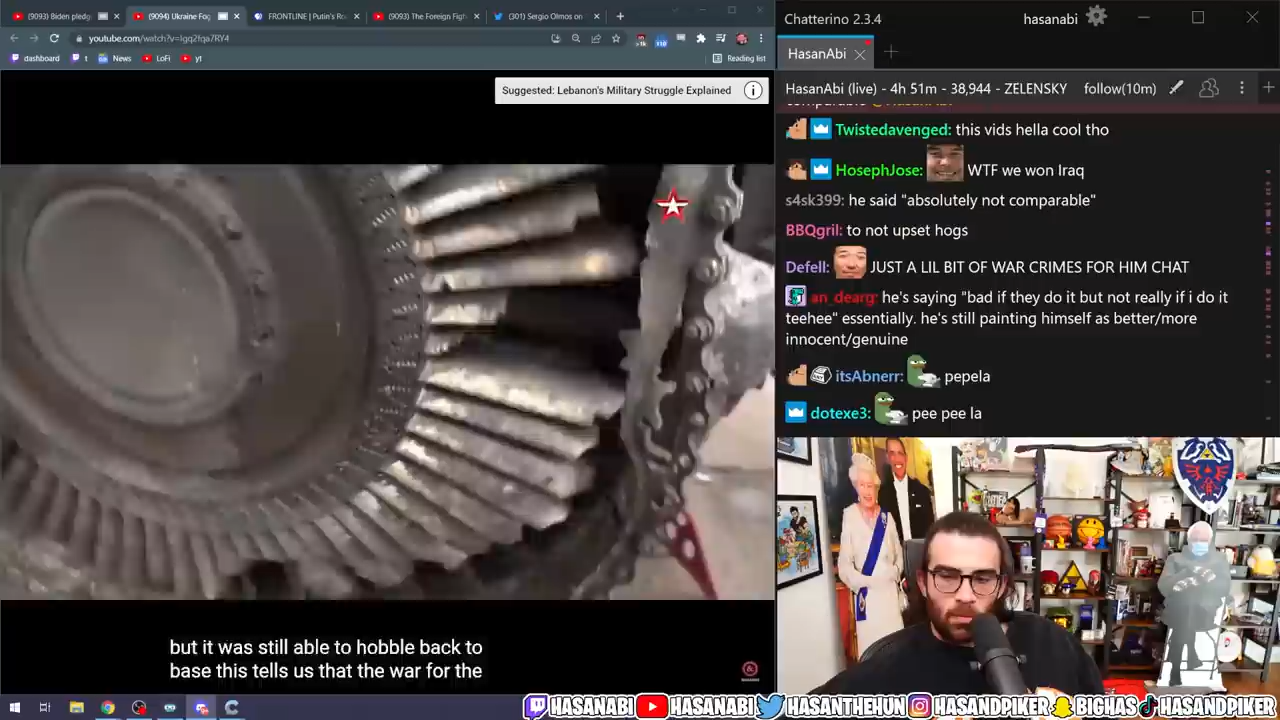 (9093) Biden pledg
(9094) Ukraine Fog
FRONTLINE | Putin's Ro
(9093) The Foreign Figh
(301) Sergio Olmos on
youtube.com/watch?v=Igq2fqa7RY4
dashboard
t
News
LoFi
yt
Reading list
Suggested: Lebanon's Military Struggle Explained
but it was still able to hobble back to
base this tells us that the war for the
Chatterino 2.3.4
hasanabi
HasanAbi
HasanAbi (live) - 4h 51m - 38,944 - ZELENSKY
follow(10m)
Twistedavenged: this vids hella cool tho
HosephJose: WTF we won Iraq
s4sk399: he said "absolutely not comparable"
BBQgril: to not upset hogs
Defell: JUST A LIL BIT OF WAR CRIMES FOR HIM CHAT
an_dearg: he's saying "bad if they do it but not really if i do it
teehee" essentially. he's still painting himself as better/more
innocent/genuine
itsAbnerr: pepela
dotexe3: pee pee la
HASANABI HASANABI HASANTHEHUN HASANDPIKER BIGHAS HASANDPIKER